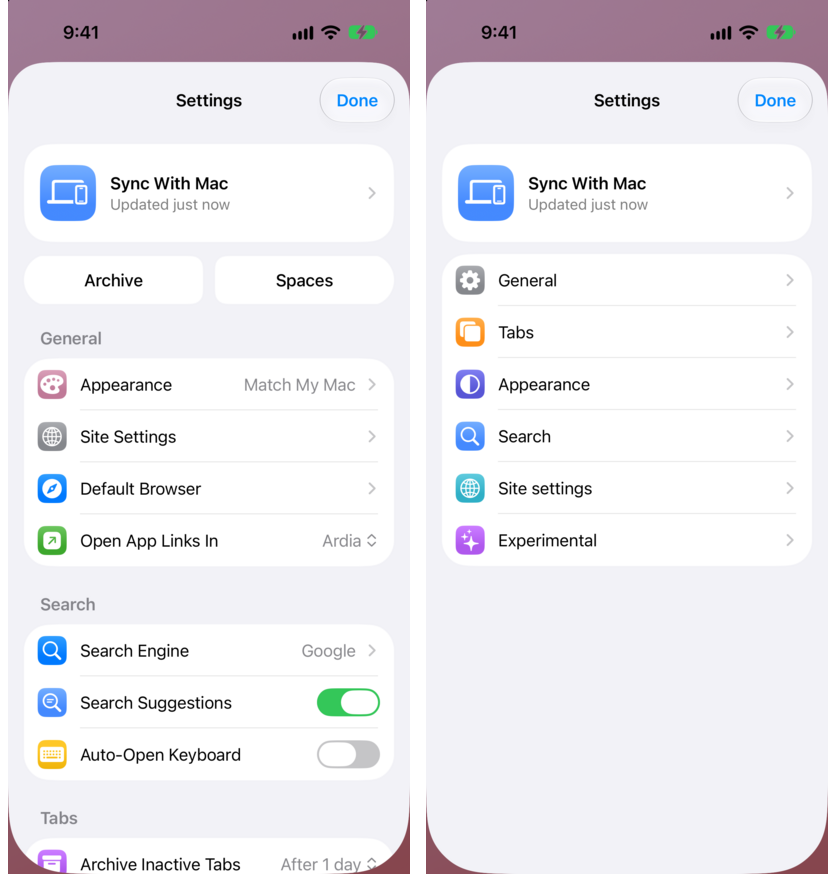 9:41
Settings
Done
Sync With Mac
Updated just now
Archive
Spaces
General
Appearance
Match My Mac
Site Settings
Default Browser
Open App Links In
Ardia
Search
Search Engine
Google
Search Suggestions
Auto-Open Keyboard
Tabs
Archive Inactive Tabs
After 1 day
9:41
Settings
Done
Sync With Mac
Updated just now
General
Tabs
Appearance
Search
Site settings
Experimental